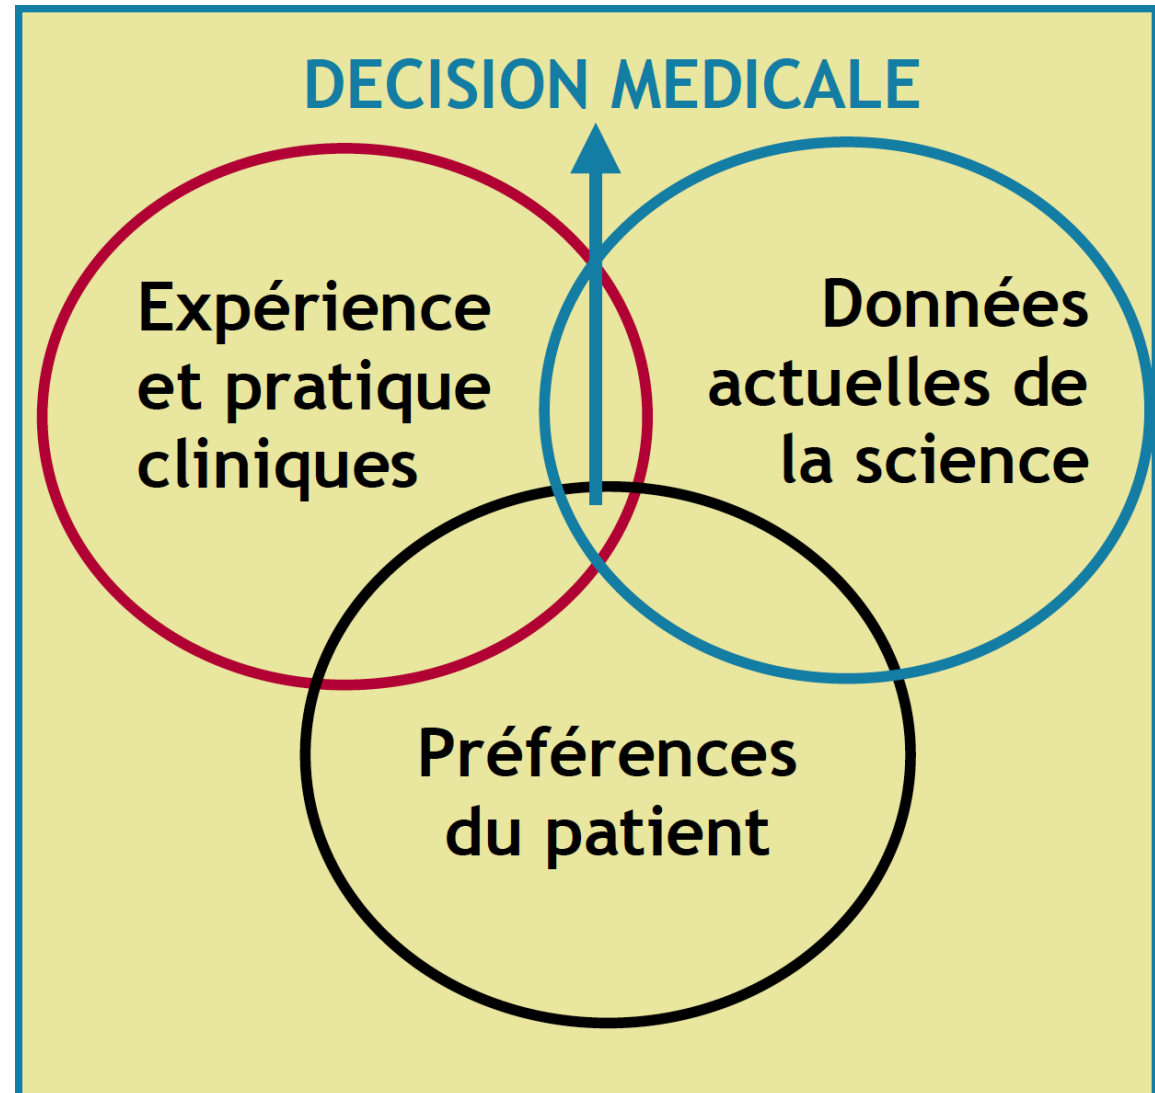 DECISION MEDICALE
Expérience
et pratique
cliniques
Données
actuelles de
la science
Préférences
du patient